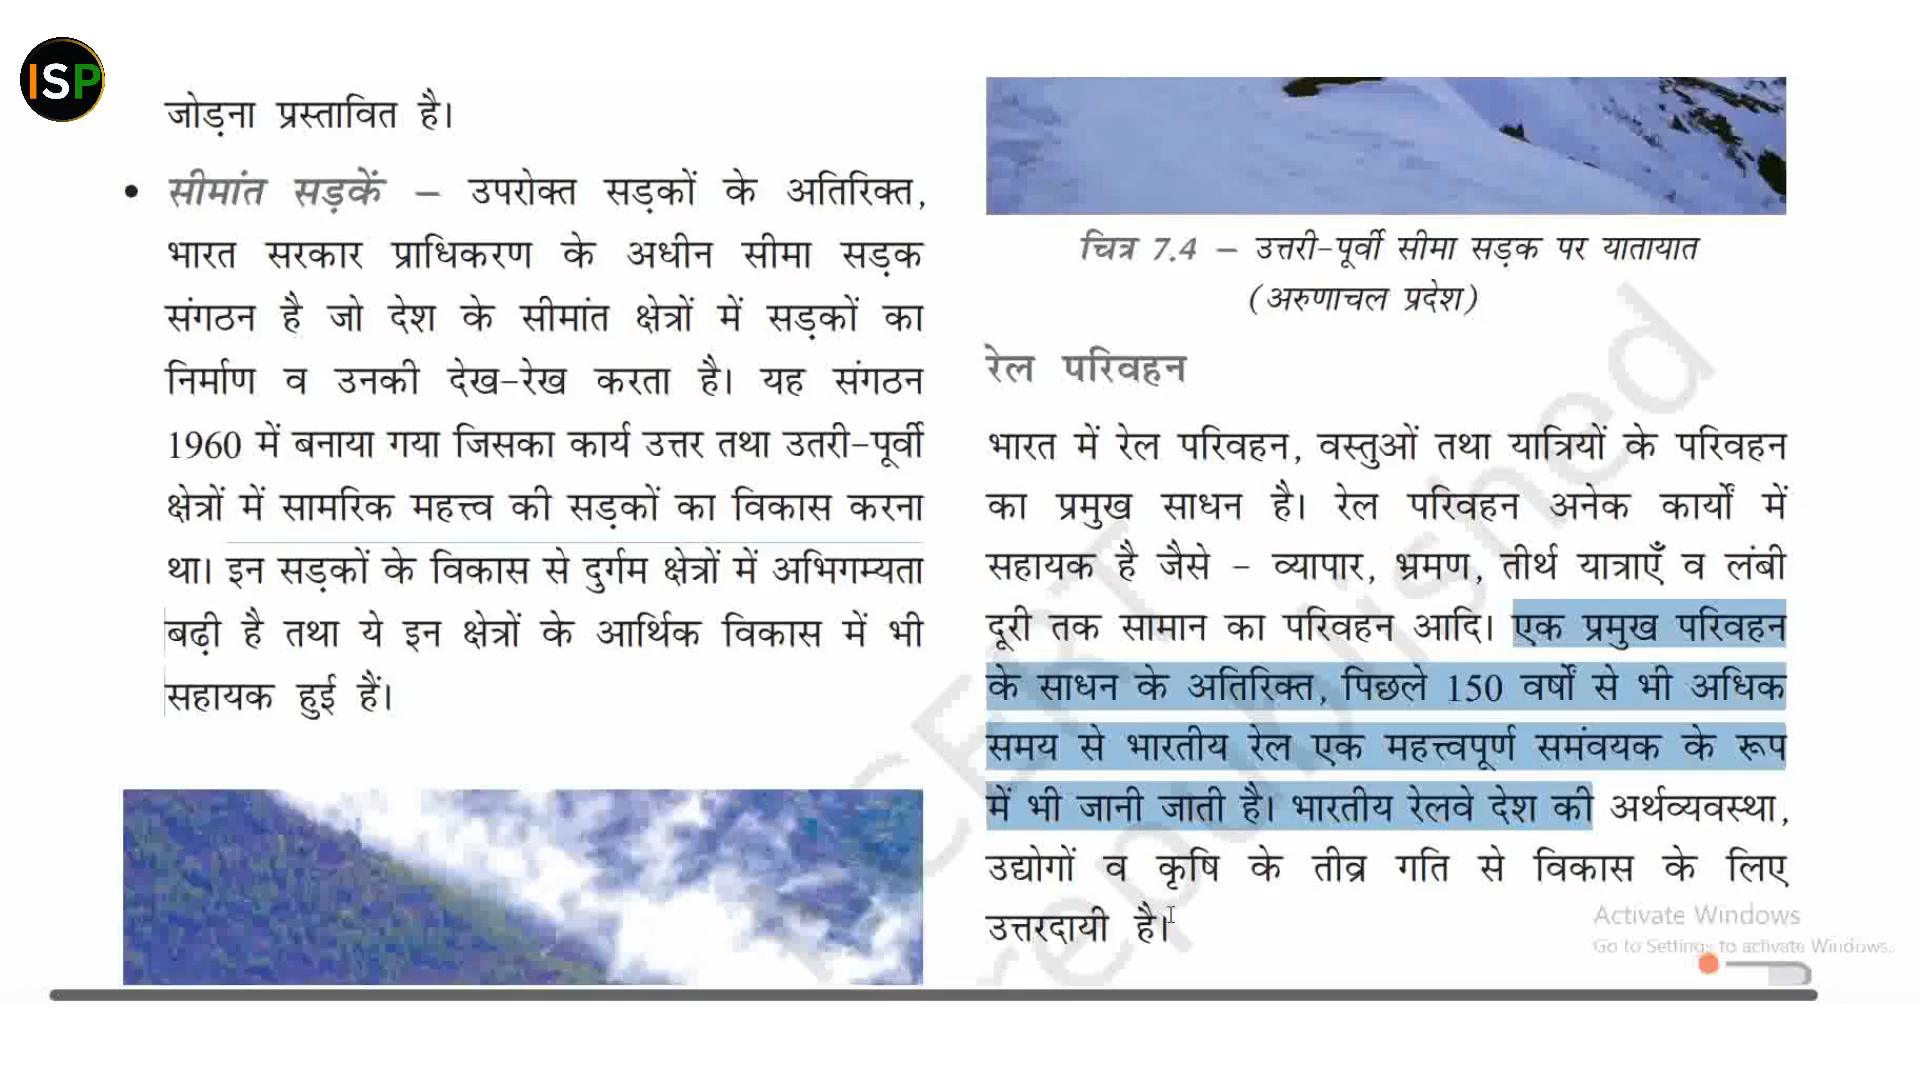 ISP
जोड़ना प्रस्तावित है।
• सीमांत सड़कें – उपरोक्त सड़कों के अतिरिक्त,
भारत सरकार प्राधिकरण के अधीन सीमा सड़क
संगठन है जो देश के सीमांत क्षेत्रों में सड़कों का
निर्माण व उनकी देख-रेख करता है। यह संगठन
1960 में बनाया गया जिसका कार्य उत्तर तथा उतरी-पूर्वी
क्षेत्रों में सामरिक महत्त्व की सड़कों का विकास करना
था। इन सड़कों के विकास से दुर्गम क्षेत्रों में अभिगम्यता
बढ़ी है तथा ये इन क्षेत्रों के आर्थिक विकास में भी
सहायक हुई हैं।
चित्र 7.4 – उत्तरी-पूर्वी सीमा सड़क पर यातायात
(अरुणाचल प्रदेश)
रेल परिवहन
भारत में रेल परिवहन, वस्तुओं तथा यात्रियों के परिवहन
का प्रमुख साधन है। रेल परिवहन अनेक कार्यों में
सहायक है जैसे – व्यापार, भ्रमण, तीर्थ यात्राएँ व लंबी
दूरी तक सामान का परिवहन आदि। एक प्रमुख परिवहन
के साधन के अतिरिक्त, पिछले 150 वर्षों से भी अधिक
समय से भारतीय रेल एक महत्त्वपूर्ण समंवयक के रूप
में भी जानी जाती है। भारतीय रेलवे देश की अर्थव्यवस्था,
उद्योगों व कृषि के तीव्र गति से विकास के लिए
उत्तरदायी है।
Activate Windows
Go to Settings to activate Windows.